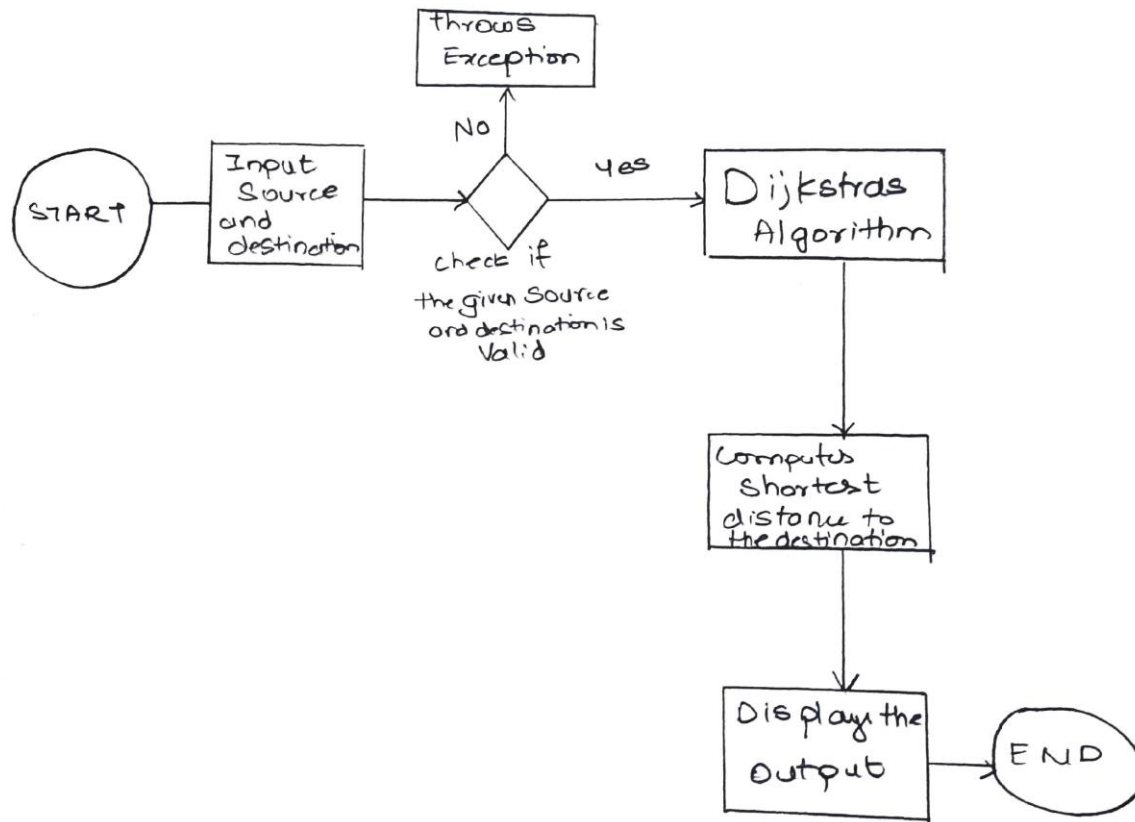 START
Input
Source
and
destination
throws
Exception
No
check if
the given Source
and destination is
Valid
Yes
Dijkstras
Algorithm
Computes
Shortest
distance to
the destination
Displays the
Output
END